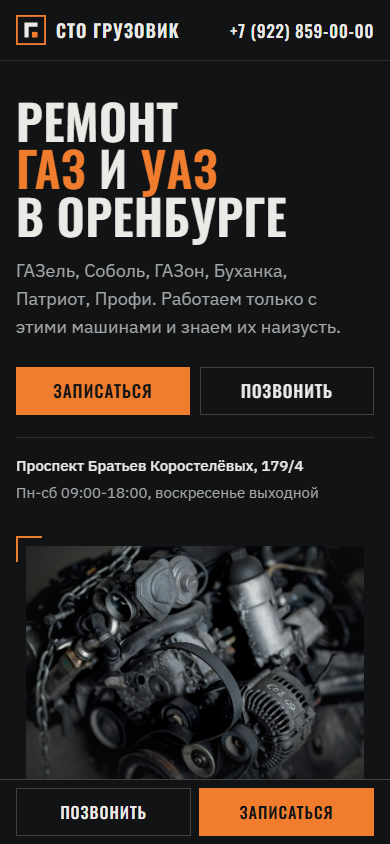 СТО ГРУЗОВИК
+7 (922) 859-00-00
РЕМОНТ
ГАЗ И УАЗ
В ОРЕНБУРГЕ
ГАЗель, Соболь, ГАЗон, Буханка,
Патриот, Профи. Работаем только с
этими машинами и знаем их наизусть.
ЗАПИСАТЬСЯ
ПОЗВОНИТЬ
Проспект Братьев Коростелёвых, 179/4
Пн-сб 09:00-18:00, воскресенье выходной
ПОЗВОНИТЬ
ЗАПИСАТЬСЯ